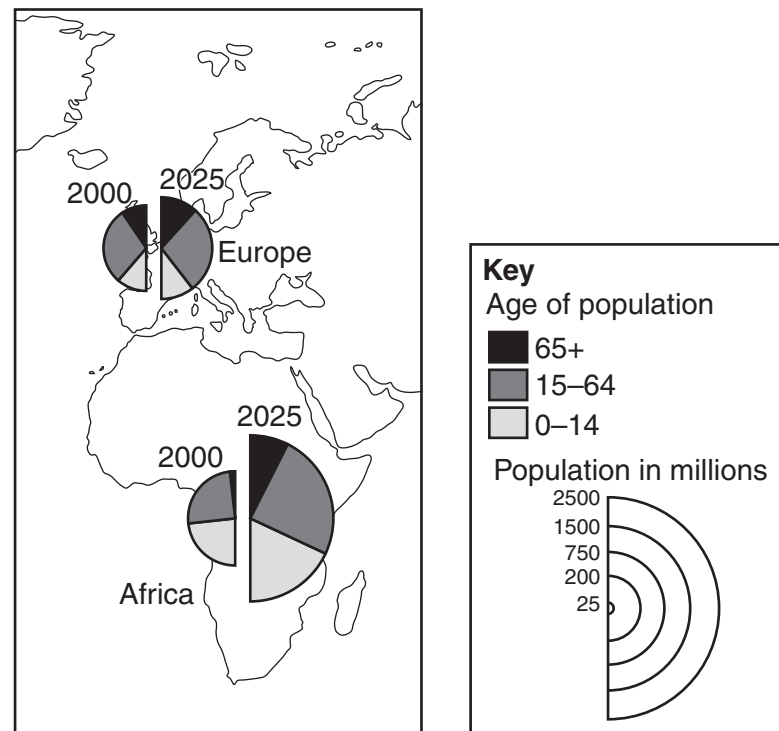 2000
2025
Europe
2025
2000
Africa
Key
Age of population
65+
15–64
0–14
Population in millions
2500
1500
750
200
25